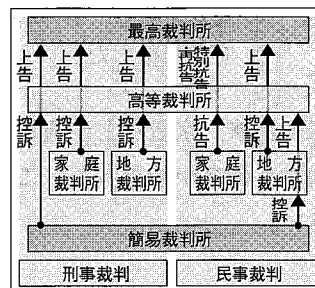 最高裁判所
上告
上告
上告
再抗告
特別抗告
上告
高等裁判所
控訴
控訴
控訴
抗告
控訴
上告
家庭裁判所
地方裁判所
家庭裁判所
地方裁判所
控訴
簡易裁判所
刑事裁判
民事裁判